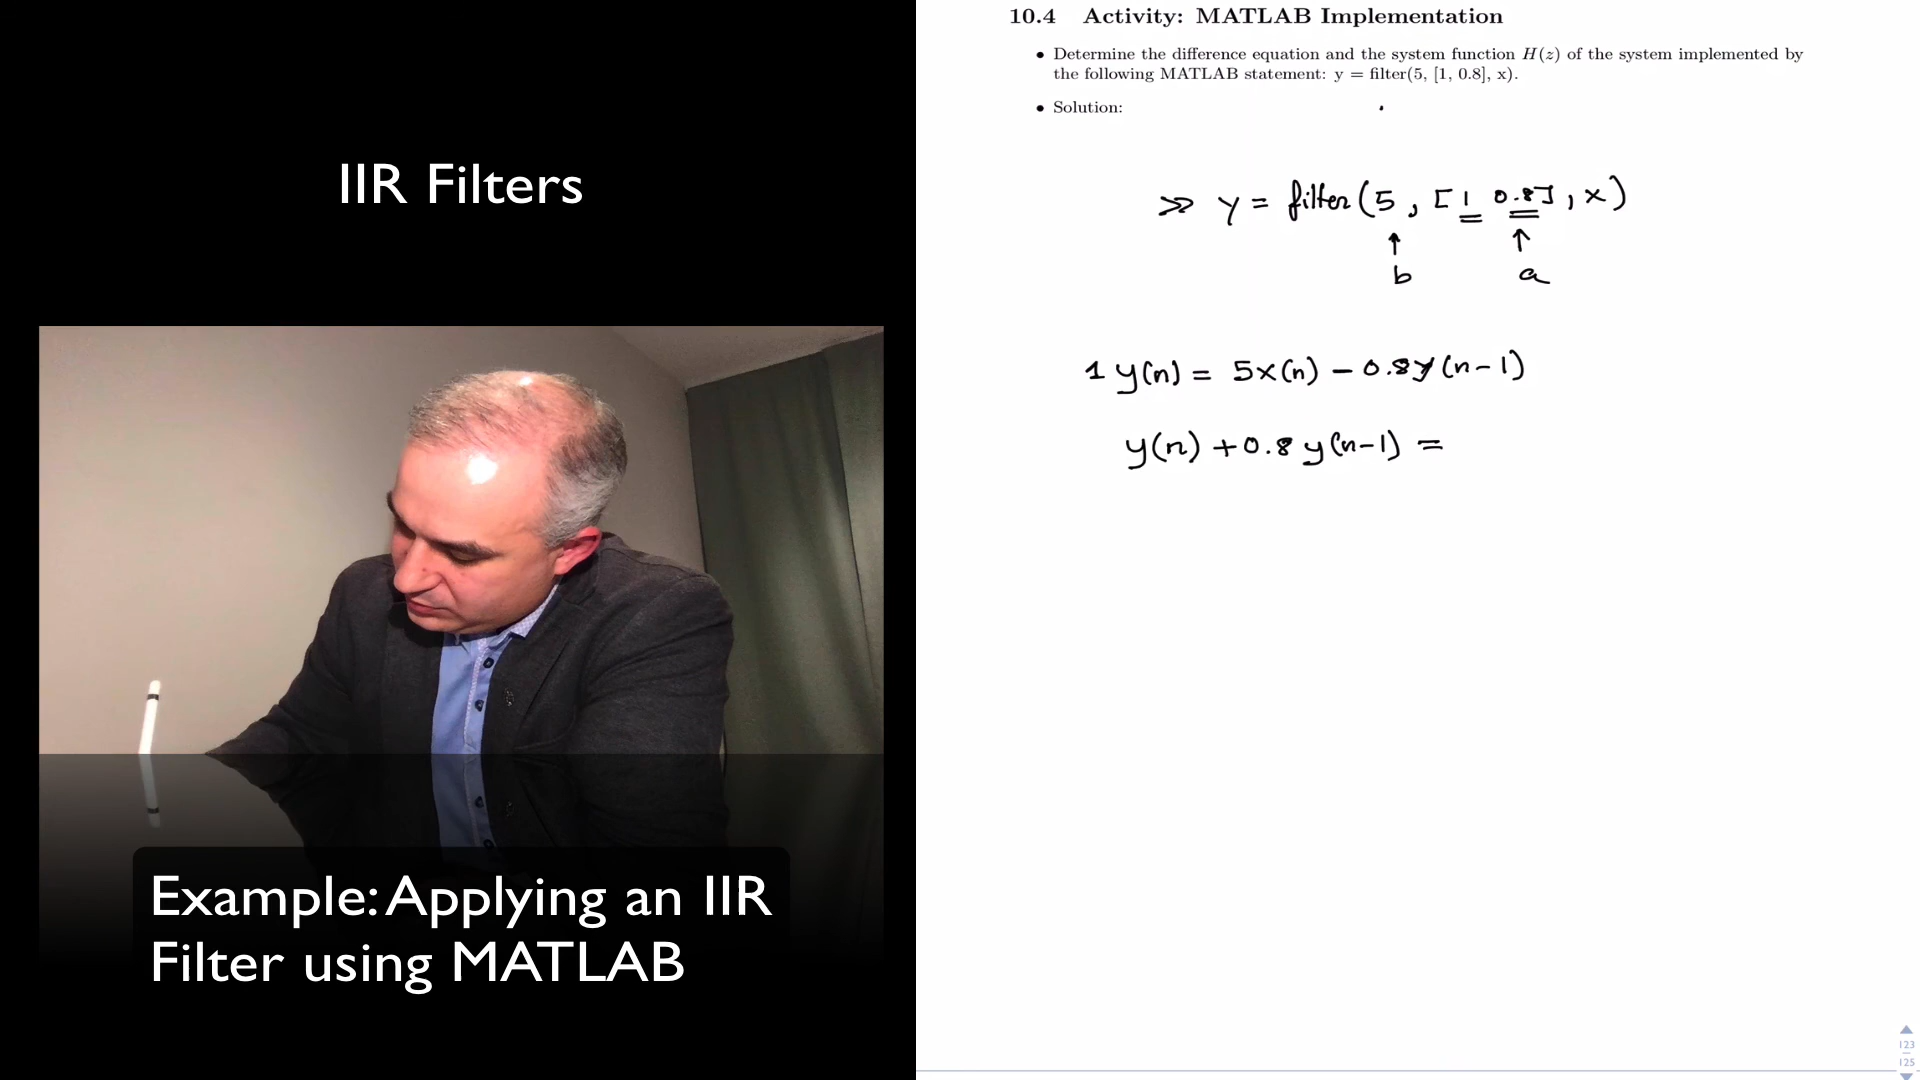 IIR Filters
Example: Applying an IIR
Filter using MATLAB
10.4 Activity: MATLAB Implementation
• Determine the difference equation and the system function H(z) of the system implemented by
the following MATLAB statement: y = filter(5, [1, 0.8], x).
• Solution:
>> y = filter(5, [1 0.8], x)
↑ ↑
b a
1 y(n) = 5x(n) - 0.8y(n-1)
y(n) + 0.8 y(n-1) =
123
125